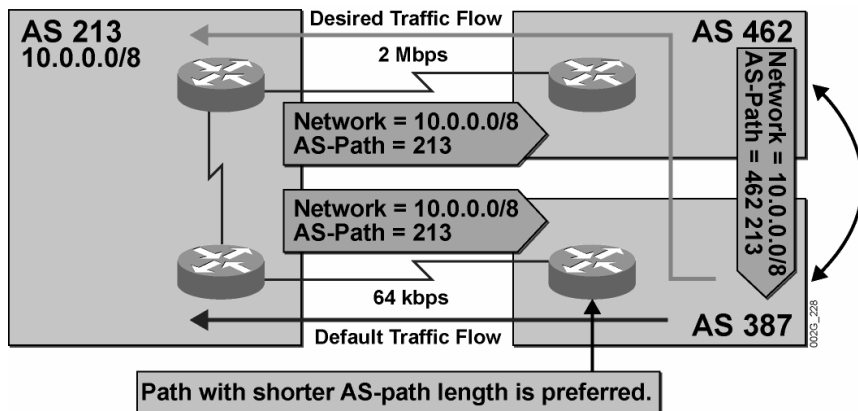 AS 213
10.0.0.0/8
Desired Traffic Flow
2 Mbps
AS 462
Network = 10.0.0.0/8
AS-Path = 213
Network = 10.0.0.0/8
AS-Path = 462 213
Network = 10.0.0.0/8
AS-Path = 213
64 kbps
Default Traffic Flow
AS 387
002G_228
Path with shorter AS-path length is preferred.